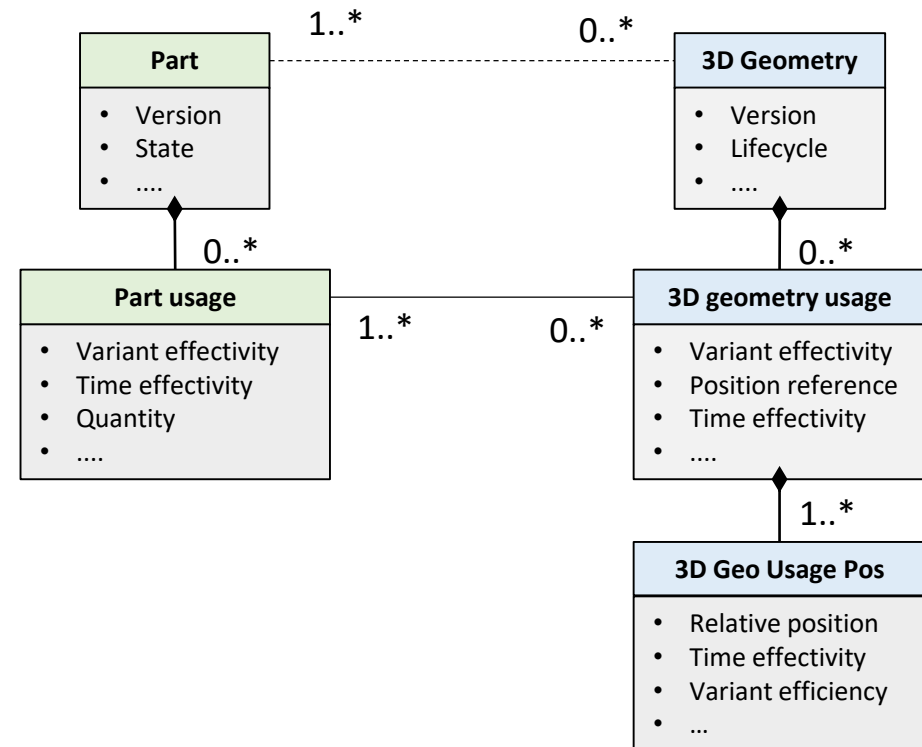 1..*
0..*
Part
• Version
• State
• ....
3D Geometry
• Version
• Lifecycle
• ....
0..*
0..*
Part usage
• Variant effectivity
• Time effectivity
• Quantity
• ....
1..*
0..*
3D geometry usage
• Variant effectivity
• Position reference
• Time effectivity
• ....
1..*
3D Geo Usage Pos
• Relative position
• Time effectivity
• Variant efficiency
• ...